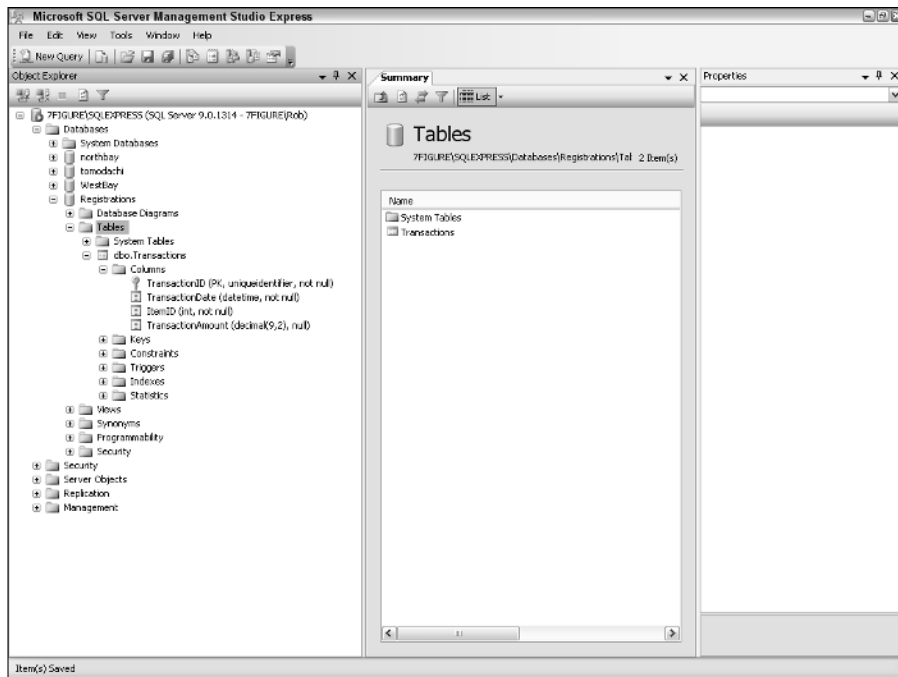 Microsoft SQL Server Management Studio Express
File Edit View Tools Window Help
New Query
Object Explorer
7FIGURE\SQLEXPRESS (SQL Server 9.0.1314 - 7FIGURE\Rob)
Databases
System Databases
northbay
tomodachi
WestBay
Registrations
Database Diagrams
Tables
System Tables
dbo.Transactions
Columns
TransactionID (PK, uniqueidentifier, not null)
TransactionDate (datetime, not null)
ItemID (int, not null)
TransactionAmount (decimal(9,2), null)
Keys
Constraints
Triggers
Indexes
Statistics
Views
Synonyms
Programmability
Security
Security
Server Objects
Replication
Management
Summary
List
Tables
7FIGURE\SQLEXPRESS\Databases\Registrations\Tal 2 Item(s)
Name
System Tables
Transactions
Properties
Item(s) Saved